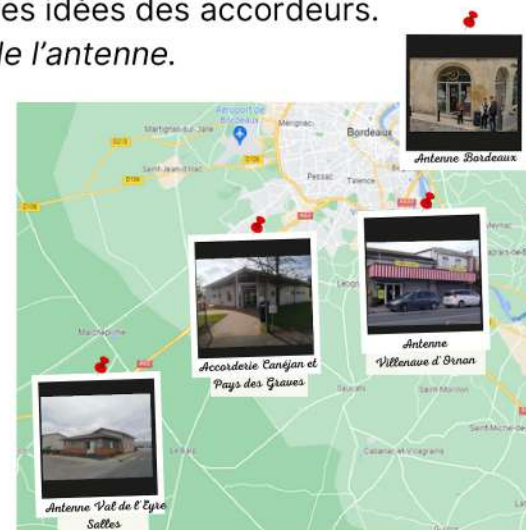 es idées des accordeurs.
le l'antenne.
Antenne Bordeaux
Aéroport de
Bordeaux
Mérignac
Bordeaux
Martignas-sur-Jalle
Saint-Jean-d'Illac
Pessac
Talence
Accorderie Canéjan et
Pays des Graves
Antenne
Villenave d'Ornon
Marcheprime
Saucats
Saint-Morillon
Le Barp
Cabanac-et-Villagrains
Antenne Val de l'Eyre
Salles